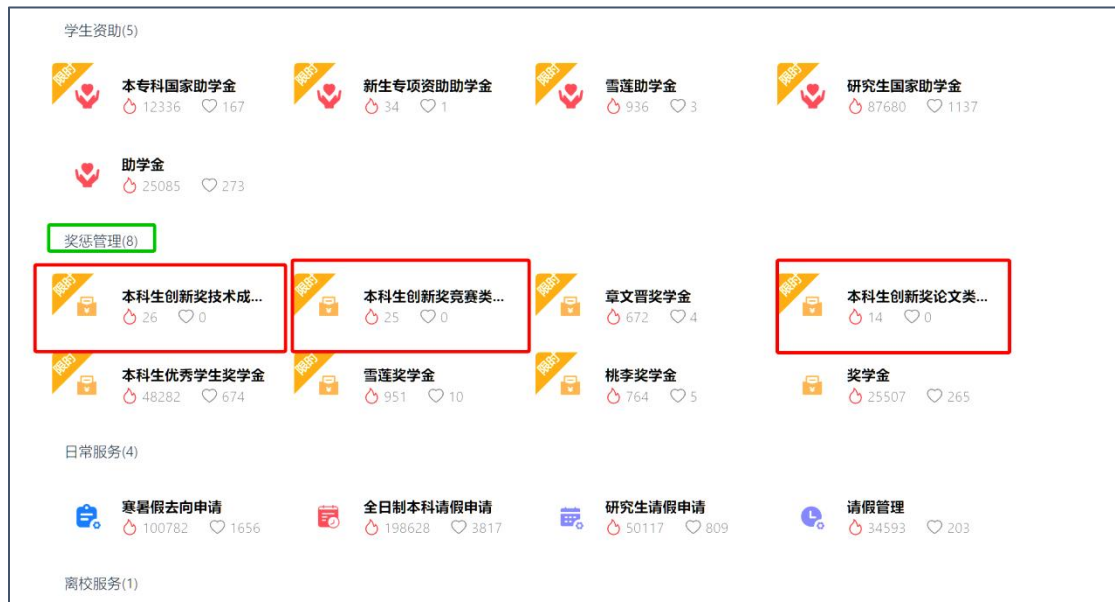 学生资助(5)
限时 限时 限时 限时
本专科国家助学金 新生专项资助助学金 雪莲助学金 研究生国家助学金
12336 167 34 1 936 3 87680 1137
助学金
25085 273
奖惩管理(8)
限时 限时 限时 限时
本科生创新奖技术成... 本科生创新奖竞赛类... 章文晋奖学金 本科生创新奖论文类...
26 0 25 0 672 4 14 0
限时 限时 限时
本科生优秀学生奖学金 雪莲奖学金 桃李奖学金 奖学金
48282 674 951 10 764 5 25507 265
日常服务(4)
寒暑假去向申请 全日制本科请假申请 研究生请假申请 请假管理
100782 1656 198628 3817 50117 809 34593 203
离校服务(1)